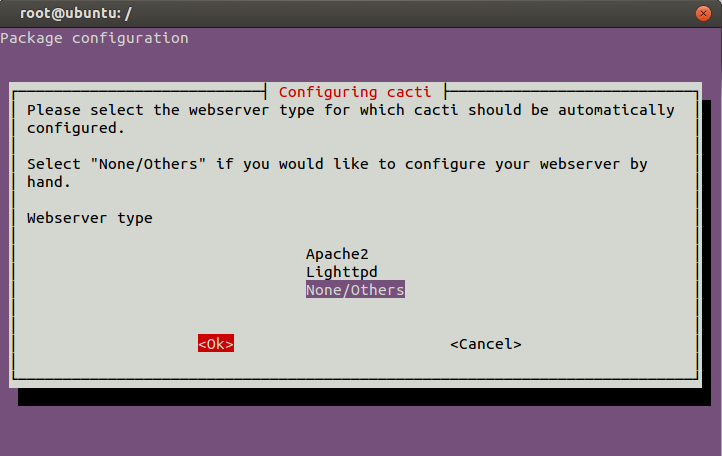 root@ubuntu: /
Package configuration
Configuring cacti
Please select the webserver type for which cacti should be automatically
configured.
Select "None/Others" if you would like to configure your webserver by
hand.
Webserver type
Apache2
Lighttpd
None/Others
<Ok> <Cancel>